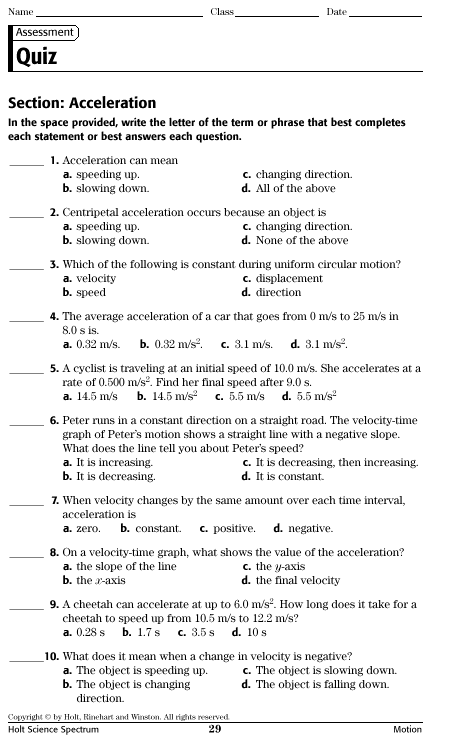 Name Class Date
Assessment
Quiz
Section: Acceleration
In the space provided, write the letter of the term or phrase that best completes
each statement or best answers each question.
1. Acceleration can mean
a. speeding up. c. changing direction.
b. slowing down. d. All of the above
2. Centripetal acceleration occurs because an object is
a. speeding up. c. changing direction.
b. slowing down. d. None of the above
3. Which of the following is constant during uniform circular motion?
a. velocity c. displacement
b. speed d. direction
4. The average acceleration of a car that goes from 0 m/s to 25 m/s in
8.0 s is.
a. 0.32 m/s. b. 0.32 m/s². c. 3.1 m/s. d. 3.1 m/s².
5. A cyclist is traveling at an initial speed of 10.0 m/s. She accelerates at a
rate of 0.500 m/s². Find her final speed after 9.0 s.
a. 14.5 m/s b. 14.5 m/s² c. 5.5 m/s d. 5.5 m/s²
6. Peter runs in a constant direction on a straight road. The velocity-time
graph of Peter's motion shows a straight line with a negative slope.
What does the line tell you about Peter's speed?
a. It is increasing. c. It is decreasing, then increasing.
b. It is decreasing. d. It is constant.
7. When velocity changes by the same amount over each time interval,
acceleration is
a. zero. b. constant. c. positive. d. negative.
8. On a velocity-time graph, what shows the value of the acceleration?
a. the slope of the line c. the y-axis
b. the x-axis d. the final velocity
9. A cheetah can accelerate at up to 6.0 m/s². How long does it take for a
cheetah to speed up from 10.5 m/s to 12.2 m/s?
a. 0.28 s b. 1.7 s c. 3.5 s d. 10 s
10. What does it mean when a change in velocity is negative?
a. The object is speeding up. c. The object is slowing down.
b. The object is changing d. The object is falling down.
direction.
Copyright © by Holt, Rinehart and Winston. All rights reserved.
Holt Science Spectrum 29 Motion